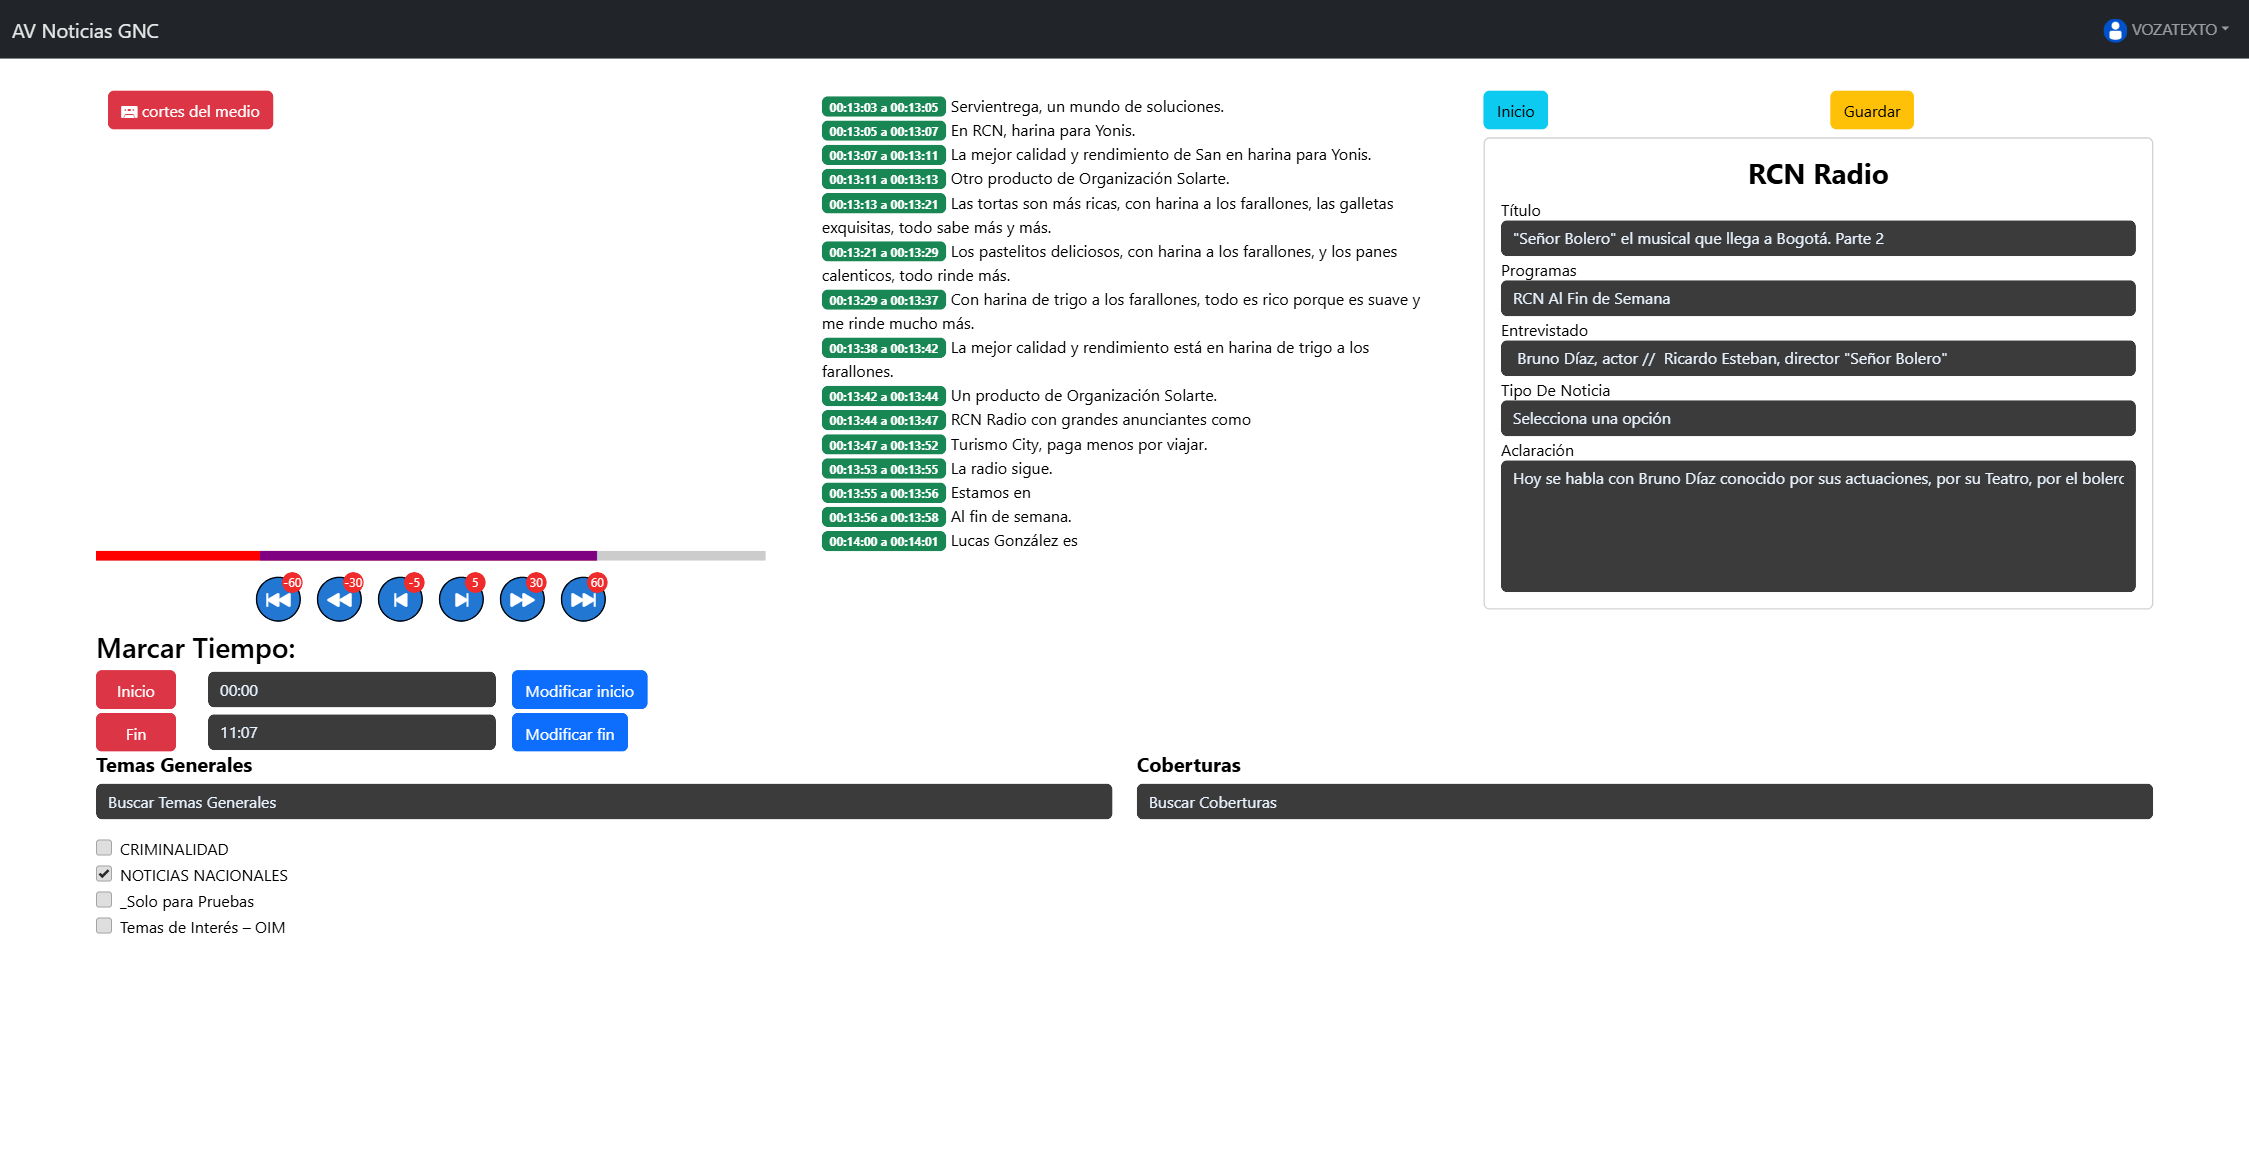 AV Noticias GNC
VOZATEXTO
cortes del medio
-60
-30
-5
5
30
60
Marcar Tiempo:
Inicio
00:00
Modificar inicio
Fin
11:07
Modificar fin
00:13:03 a 00:13:05 Servientrega, un mundo de soluciones.
00:13:05 a 00:13:07 En RCN, harina para Yonis.
00:13:07 a 00:13:11 La mejor calidad y rendimiento de San en harina para Yonis.
00:13:11 a 00:13:13 Otro producto de Organización Solarte.
00:13:13 a 00:13:21 Las tortas son más ricas, con harina a los farallones, las galletas
exquisitas, todo sabe más y más.
00:13:21 a 00:13:29 Los pastelitos deliciosos, con harina a los farallones, y los panes
calenticos, todo rinde más.
00:13:29 a 00:13:37 Con harina de trigo a los farallones, todo es rico porque es suave y
me rinde mucho más.
00:13:38 a 00:13:42 La mejor calidad y rendimiento está en harina de trigo a los
farallones.
00:13:42 a 00:13:44 Un producto de Organización Solarte.
00:13:44 a 00:13:47 RCN Radio con grandes anunciantes como
00:13:47 a 00:13:52 Turismo City, paga menos por viajar.
00:13:53 a 00:13:55 La radio sigue.
00:13:55 a 00:13:56 Estamos en
00:13:56 a 00:13:58 Al fin de semana.
00:14:00 a 00:14:01 Lucas González es
Inicio
Guardar
RCN Radio
Título
"Señor Bolero" el musical que llega a Bogotá. Parte 2
Programas
RCN Al Fin de Semana
Entrevistado
Bruno Díaz, actor // Ricardo Esteban, director "Señor Bolero"
Tipo De Noticia
Selecciona una opción
Aclaración
Hoy se habla con Bruno Díaz conocido por sus actuaciones, por su Teatro, por el bolero
Temas Generales
Buscar Temas Generales
CRIMINALIDAD
NOTICIAS NACIONALES
_Solo para Pruebas
Temas de Interés – OIM
Coberturas
Buscar Coberturas